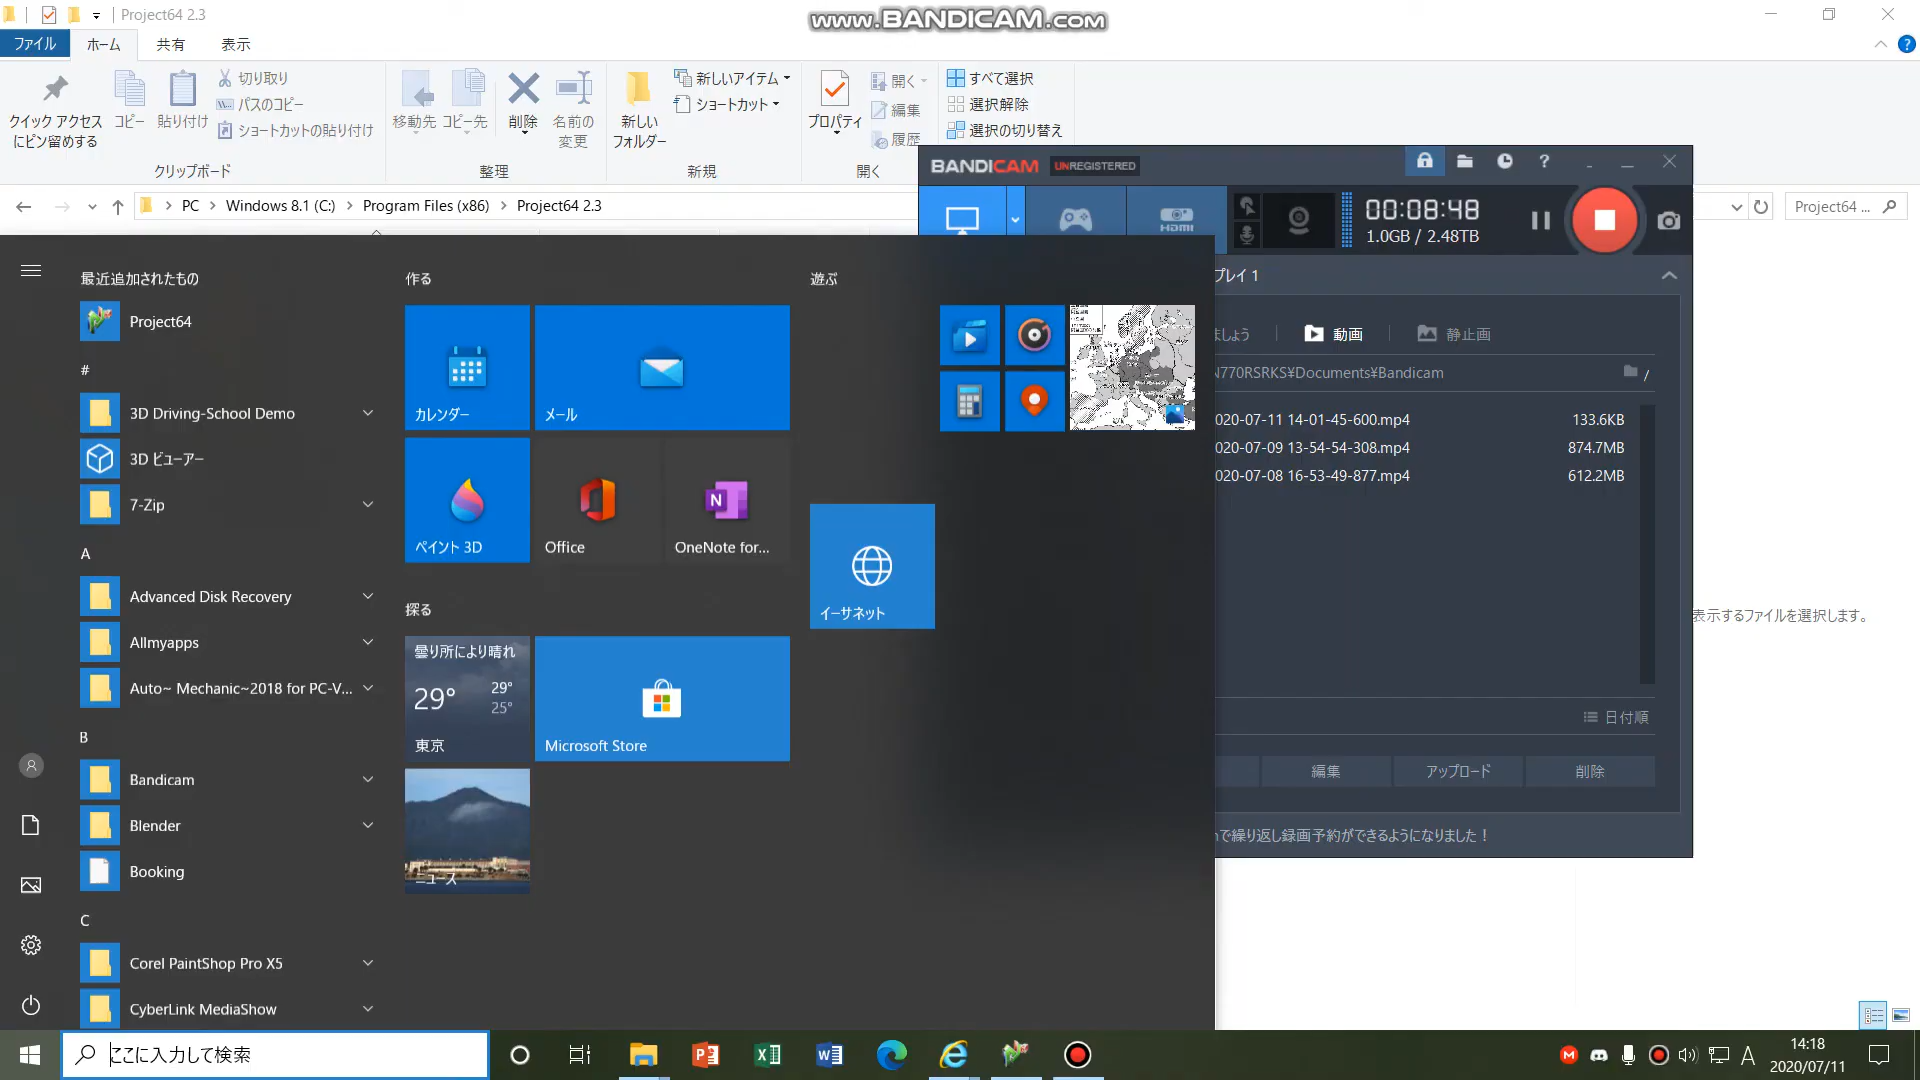 Project64 2.3
www.BANDICAM.com
ファイル
ホーム
共有
表示
クイック アクセス
にピン留めする
コピー
貼り付け
切り取り
パスのコピー
ショートカットの貼り付け
クリップボード
移動先
コピー先
削除
名前の
変更
整理
新しい
フォルダー
新しいアイテム
ショートカット
新規
プロパティ
開く
編集
履歴
開く
すべて選択
選択解除
選択の切り替え
PC
Windows 8.1 (C:)
Program Files (x86)
Project64 2.3
Project64 ...
BANDICAM UNREGISTERED
HDMI
00:08:48
1.0GB / 2.48TB
プレイ 1
ましょう
動画
静止画
N770RSRKS¥Documents¥Bandicam
/
020-07-11 14-01-45-600.mp4 133.6KB
020-07-09 13-54-54-308.mp4 874.7MB
020-07-08 16-53-49-877.mp4 612.2MB
日付順
編集
アップロード
削除
で繰り返し録画予約ができるようになりました！
表示するファイルを選択します。
最近追加されたもの
Project64
#
3D Driving-School Demo
3D ビューアー
7-Zip
A
Advanced Disk Recovery
Allmyapps
Auto~ Mechanic~2018 for PC-V...
B
Bandicam
Blender
Booking
C
Corel PaintShop Pro X5
CyberLink MediaShow
作る
カレンダー
メール
ペイント 3D
Office
OneNote for...
探る
曇り所により晴れ
29°
29°
25°
東京
Microsoft Store
ニュース
遊ぶ
イーサネット
ここに入力して検索
A
14:18
2020/07/11